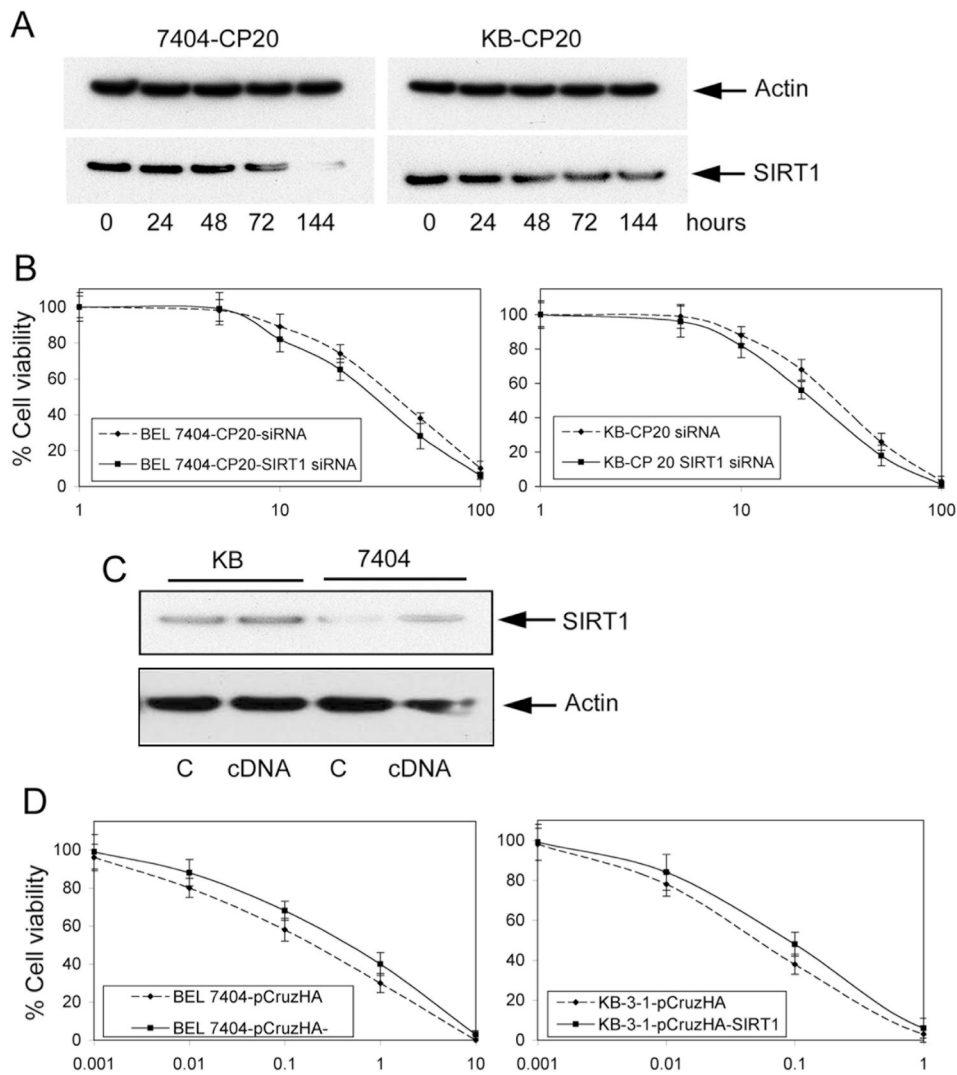 A
7404-CP20 KB-CP20
Actin
SIRT1
0 24 48 72 144 0 24 48 72 144 hours
B
% Cell viability
100
80
60
40
20
0
BEL 7404-CP20-siRNA
BEL 7404-CP20-SIRT1 siRNA
1 10 100
100
80
60
40
20
0
KB-CP20 siRNA
KB-CP 20 SIRT1 siRNA
1 10 100
C
KB 7404
SIRT1
Actin
C cDNA C cDNA
D
% Cell viability
100
80
60
40
20
0
BEL 7404-pCruzHA
BEL 7404-pCruzHA-
0.001 0.01 0.1 1 10
100
80
60
40
20
0
KB-3-1-pCruzHA
KB-3-1-pCruzHA-SIRT1
0.001 0.01 0.1 1